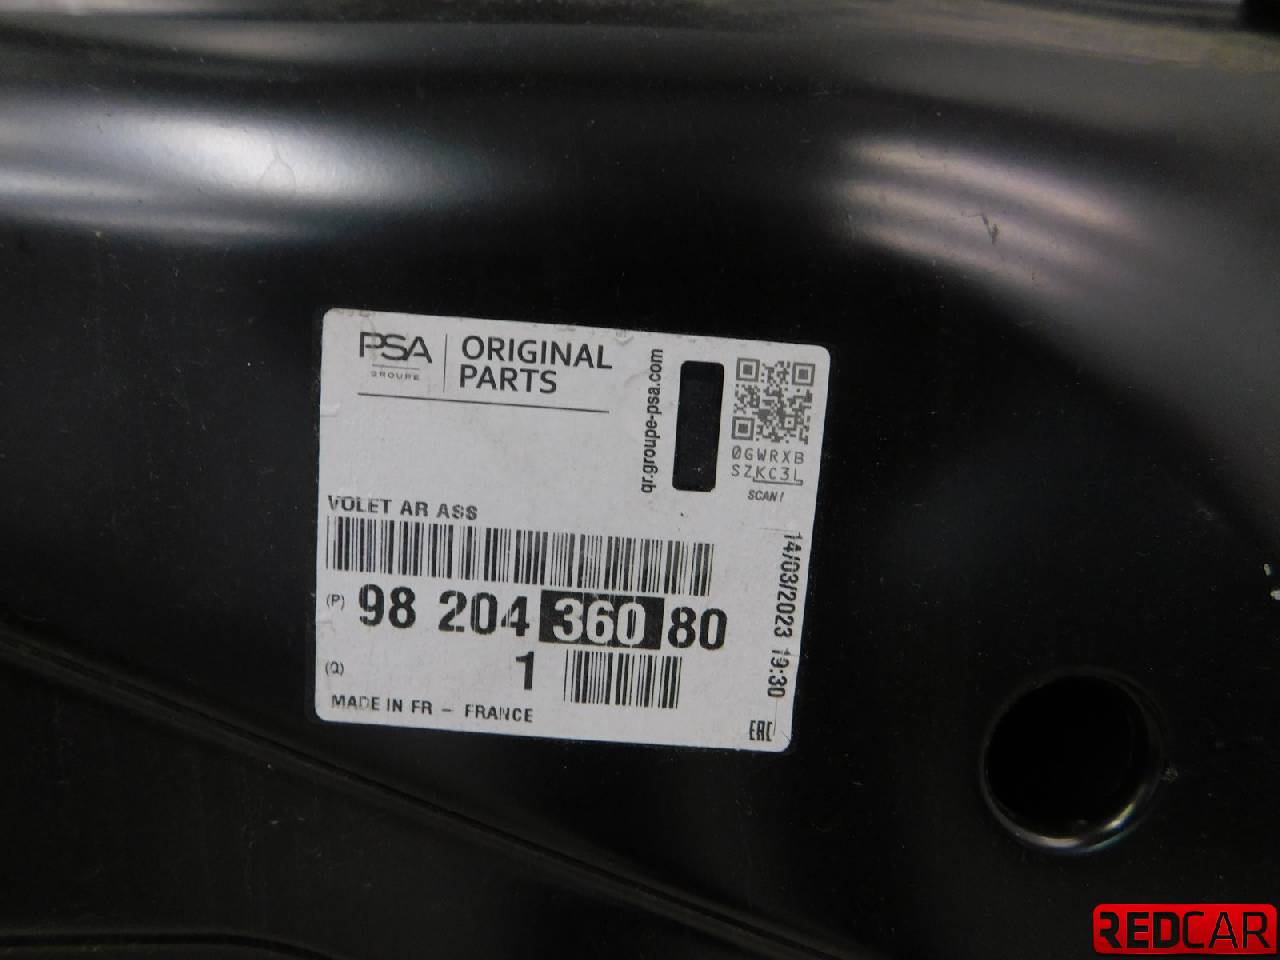 PSA
GROUPE
ORIGINAL
PARTS
qr.groupe-psa.com
0GWRXB
SZKC3L
SCAN!
VOLET AR ASS
(P) 98 204 360 80
(Q) 1
MADE IN FR - FRANCE
14/03/2023 19:30
EAC
REDCAR